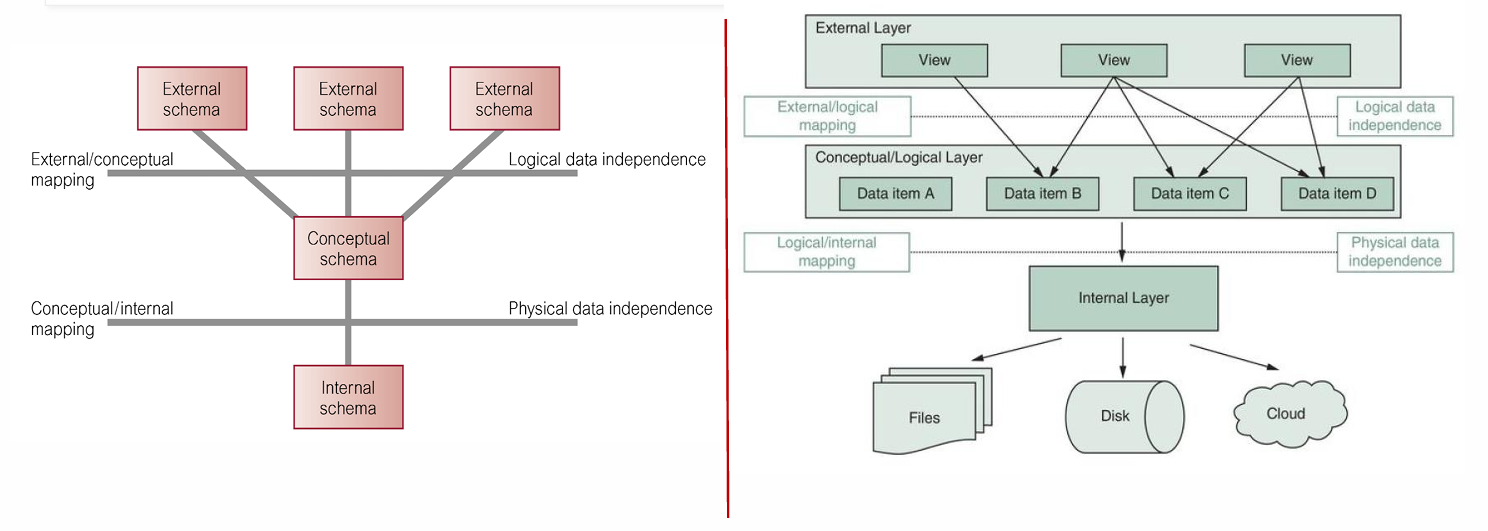 External
schema
External
schema
External
schema
External/conceptual
mapping
Logical data independence
Conceptual
schema
Conceptual/internal
mapping
Physical data independence
Internal
schema
External Layer
View
View
View
External/logical
mapping
Logical data
independence
Conceptual/Logical Layer
Data item A
Data item B
Data item C
Data item D
Logical/internal
mapping
Physical data
independence
Internal Layer
Files
Disk
Cloud